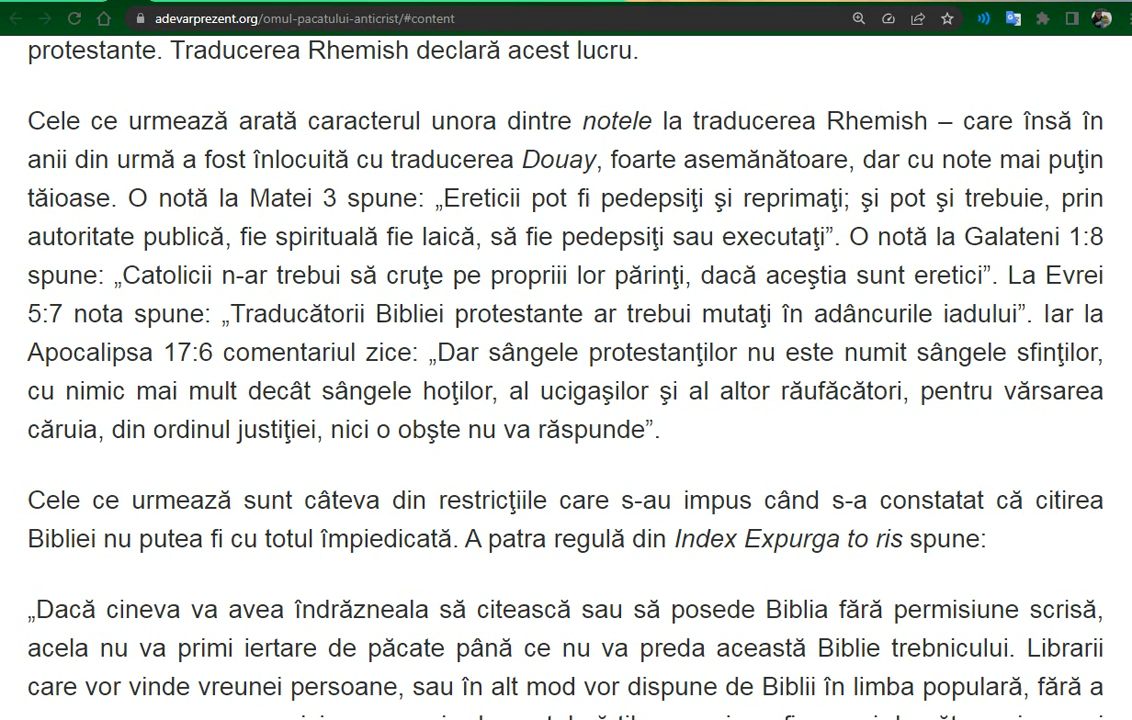 adevarprezent.org/omul-pacatului-anticrist/#content
protestante. Traducerea Rhemish declară acest lucru.
Cele ce urmează arată caracterul unora dintre notele la traducerea Rhemish – care însă în
anii din urmă a fost înlocuită cu traducerea Douay, foarte asemănătoare, dar cu note mai puţin
tăioase. O notă la Matei 3 spune: „Ereticii pot fi pedepsiţi şi reprimaţi; şi pot şi trebuie, prin
autoritate publică, fie spirituală fie laică, să fie pedepsiţi sau executaţi”. O notă la Galateni 1:8
spune: „Catolicii n-ar trebui să cruţe pe propriii lor părinţi, dacă aceştia sunt eretici”. La Evrei
5:7 nota spune: „Traducătorii Bibliei protestante ar trebui mutaţi în adâncurile iadului”. Iar la
Apocalipsa 17:6 comentariul zice: „Dar sângele protestanţilor nu este numit sângele sfinţilor,
cu nimic mai mult decât sângele hoţilor, al ucigaşilor şi al altor răufăcători, pentru vărsarea
căruia, din ordinul justiţiei, nici o obşte nu va răspunde”.
Cele ce urmează sunt câteva din restricţiile care s-au impus când s-a constatat că citirea
Bibliei nu putea fi cu totul împiedicată. A patra regulă din Index Expurga to ris spune:
„Dacă cineva va avea îndrăzneala să citească sau să posede Biblia fără permisiune scrisă,
acela nu va primi iertare de păcate până ce nu va preda această Biblie trebnicului. Librarii
care vor vinde vreunei persoane, sau în alt mod vor dispune de Biblii în limba populară, fără a